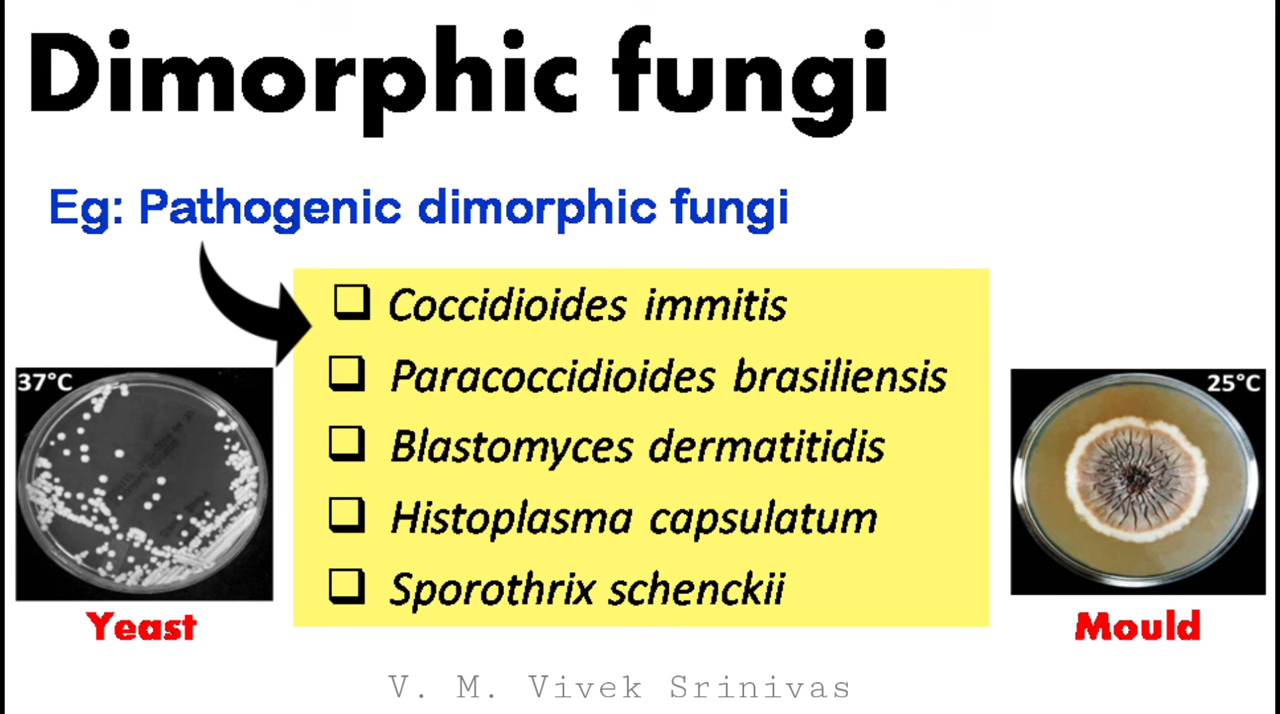 Dimorphic fungi
Eg: Pathogenic dimorphic fungi
Coccidioides immitis
Paracoccidioides brasiliensis
Blastomyces dermatitidis
Histoplasma capsulatum
Sporothrix schenckii
37°C
Yeast
25°C
Mould
V. M. Vivek Srinivas